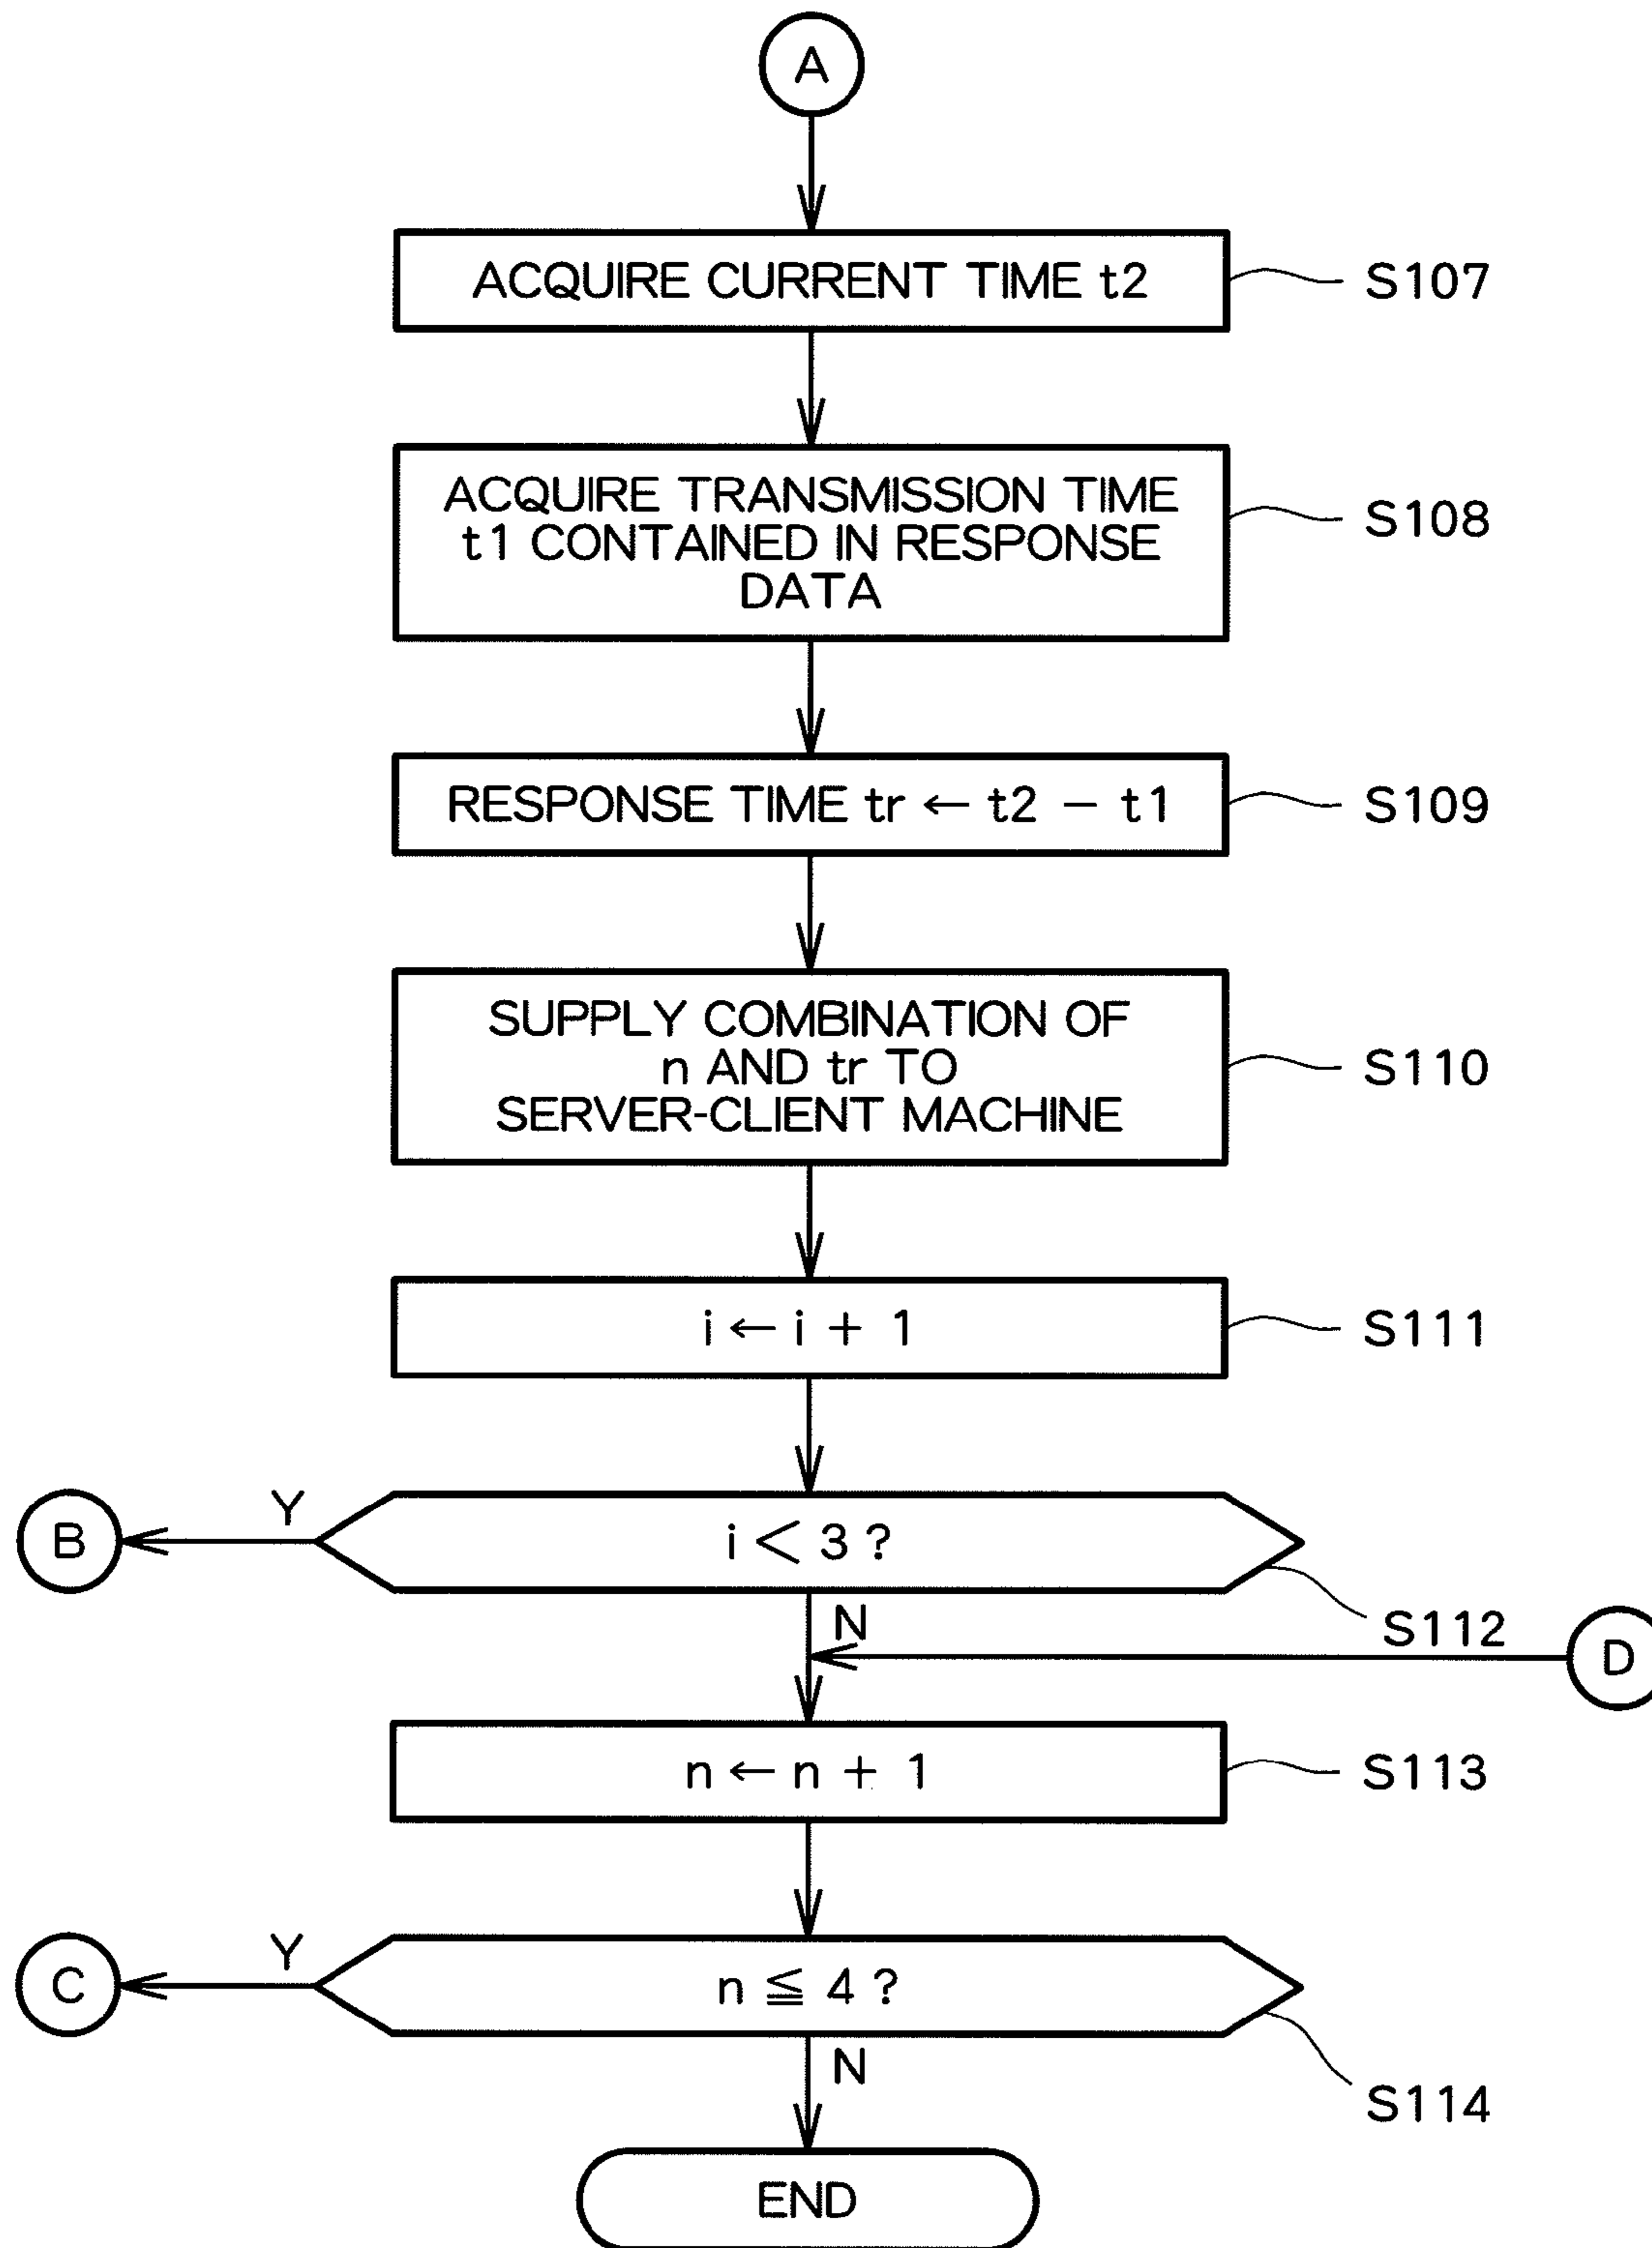 A
ACQUIRE CURRENT TIME t2
S107
ACQUIRE TRANSMISSION TIME
t1 CONTAINED IN RESPONSE
DATA
S108
RESPONSE TIME tr ← t2 − t1
S109
SUPPLY COMBINATION OF
n AND tr TO
SERVER-CLIENT MACHINE
S110
i ← i + 1
S111
B
Y
i < 3 ?
N
S112
D
n ← n + 1
S113
C
Y
n ≦ 4 ?
N
S114
END